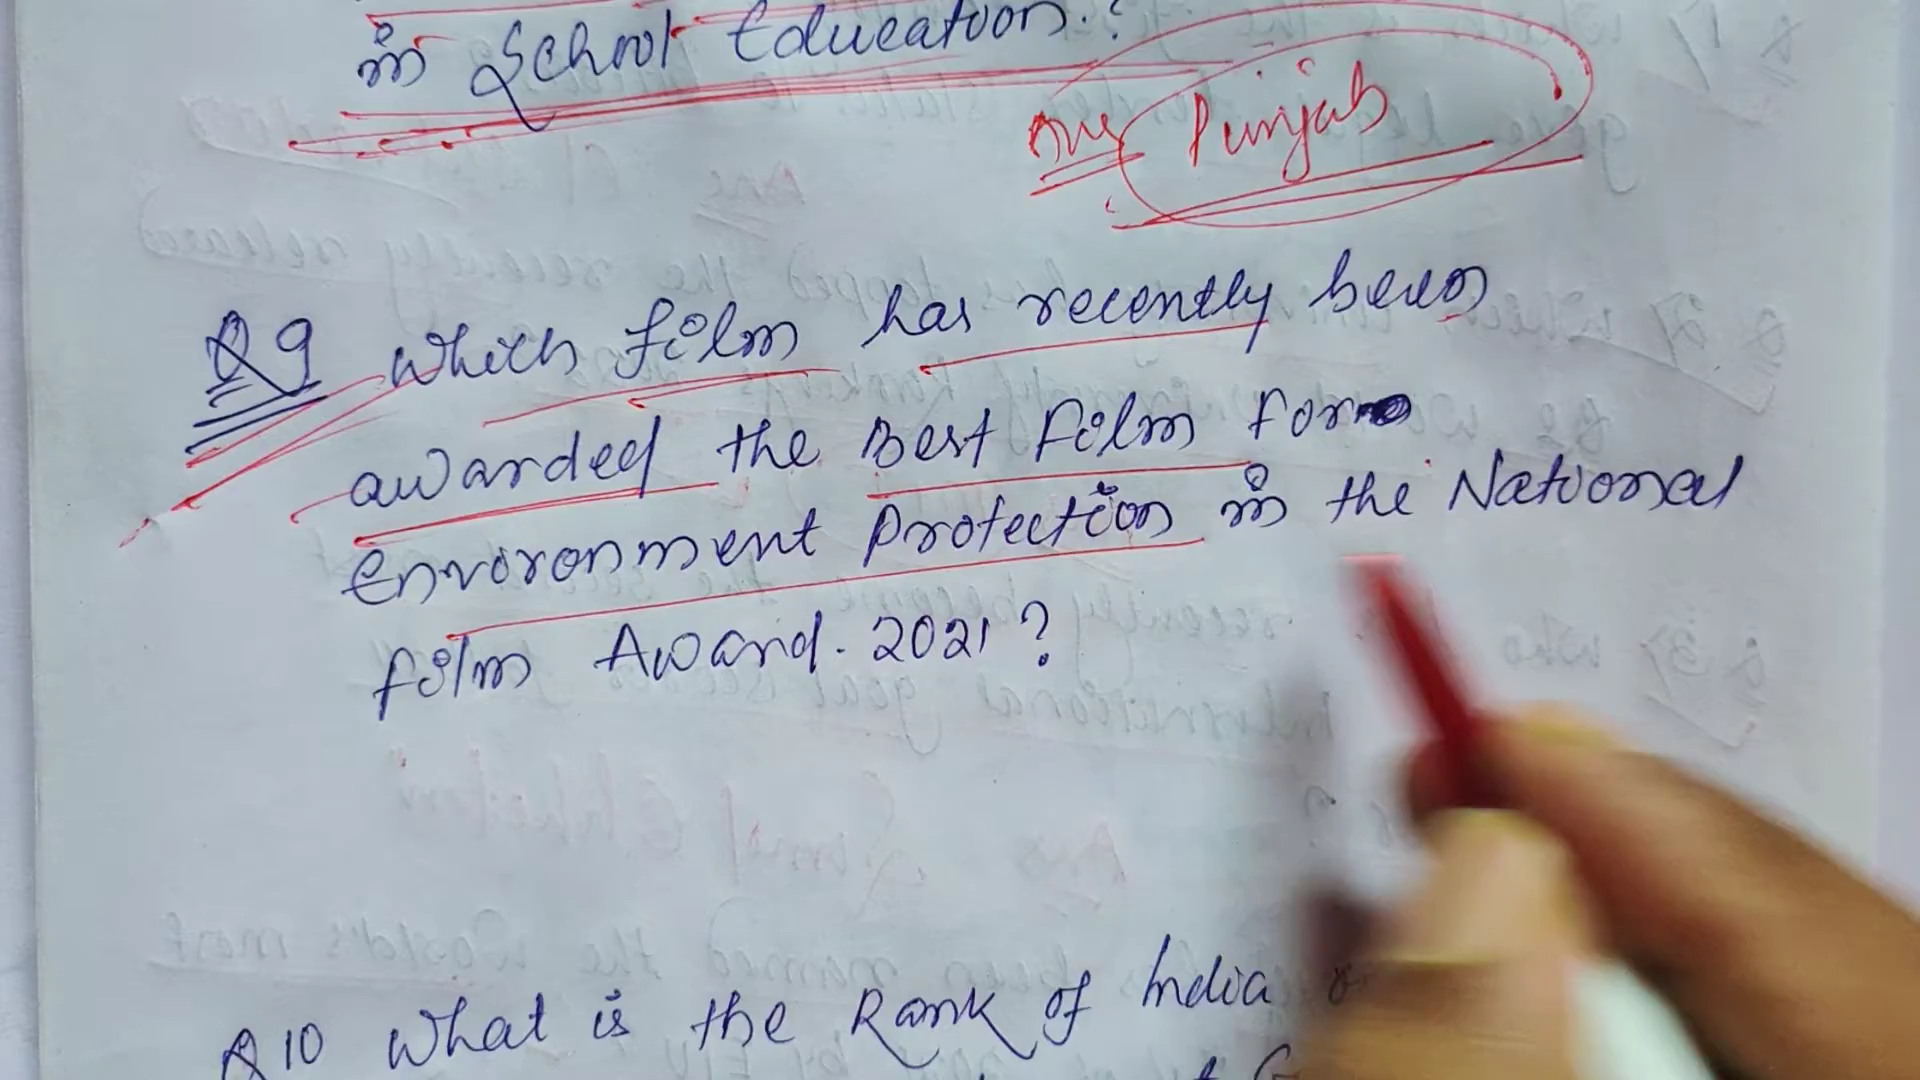 in School Education.?
Ans Punjab
Q9 which film has recently been
awarded the Best Film For
environment Protection in the National
film Award. 2021?
Q10 What is the Rank of India